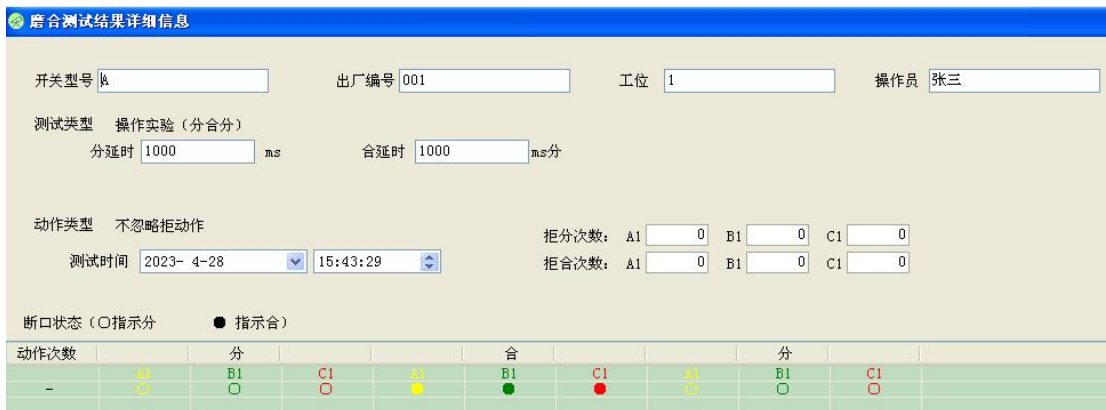 磨合测试结果详细信息
开关型号 A 出厂编号 001 工位 1 操作员 张三
测试类型 操作实验（分合分）
分延时 1000 ms 合延时 1000 ms分
动作类型 不忽略拒动作
拒分次数： A1 0 B1 0 C1 0
测试时间 2023- 4-28 15:43:29
拒合次数： A1 0 B1 0 C1 0
断口状态（○指示分 ● 指示合）
动作次数 分 合 分
A1 B1 C1 A1 B1 C1 A1 B1 C1
- ○ ○ ○ ● ● ● ○ ○ ○